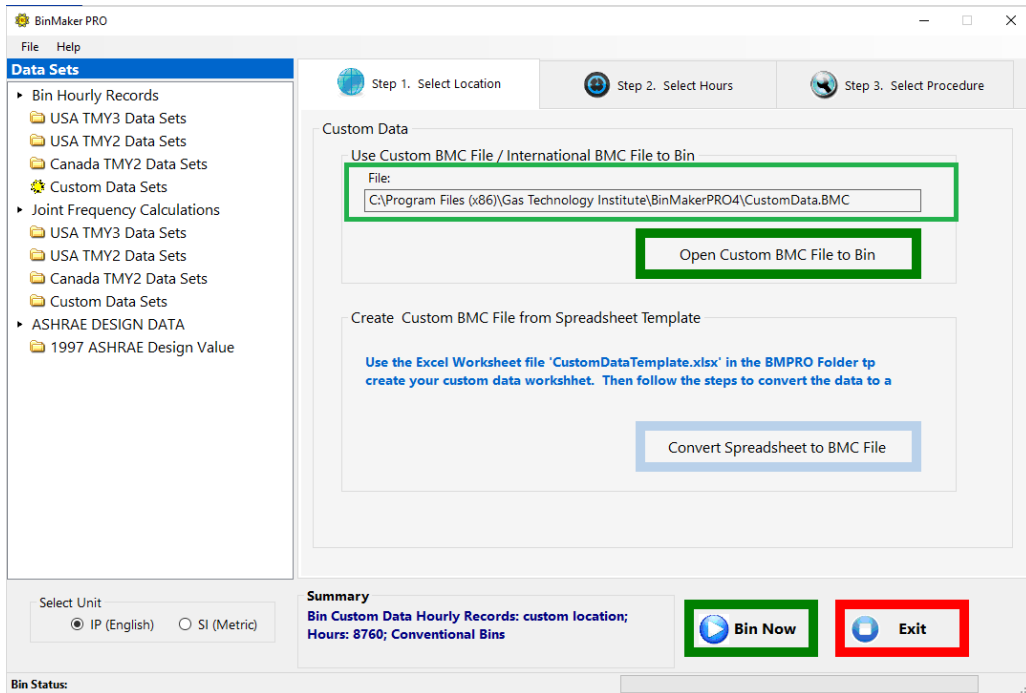 BinMaker PRO
File Help
Data Sets
Bin Hourly Records
USA TMY3 Data Sets
USA TMY2 Data Sets
Canada TMY2 Data Sets
Custom Data Sets
Joint Frequency Calculations
USA TMY3 Data Sets
USA TMY2 Data Sets
Canada TMY2 Data Sets
Custom Data Sets
ASHRAE DESIGN DATA
1997 ASHRAE Design Value
Step 1. Select Location
Step 2. Select Hours
Step 3. Select Procedure
Custom Data
Use Custom BMC File / International BMC File to Bin
File:
C:\Program Files (x86)\Gas Technology Institute\BinMakerPRO4\CustomData.BMC
Open Custom BMC File to Bin
Create Custom BMC File from Spreadsheet Template
Use the Excel Worksheet file 'CustomDataTemplate.xlsx' in the BMPRO Folder tp
create your custom data workshhet. Then follow the steps to convert the data to a
Convert Spreadsheet to BMC File
Select Unit
IP (English) SI (Metric)
Summary
Bin Custom Data Hourly Records: custom location;
Hours: 8760; Conventional Bins
Bin Now
Exit
Bin Status: